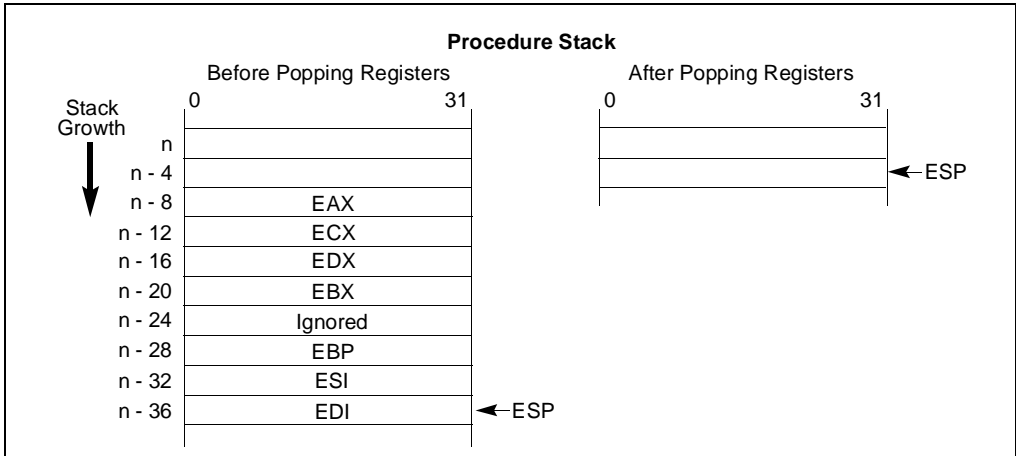 Procedure Stack
Before Popping Registers
After Popping Registers
0 31
0 31
Stack
Growth
n
n - 4
ESP
n - 8 EAX
n - 12 ECX
n - 16 EDX
n - 20 EBX
n - 24 Ignored
n - 28 EBP
n - 32 ESI
n - 36 EDI ESP